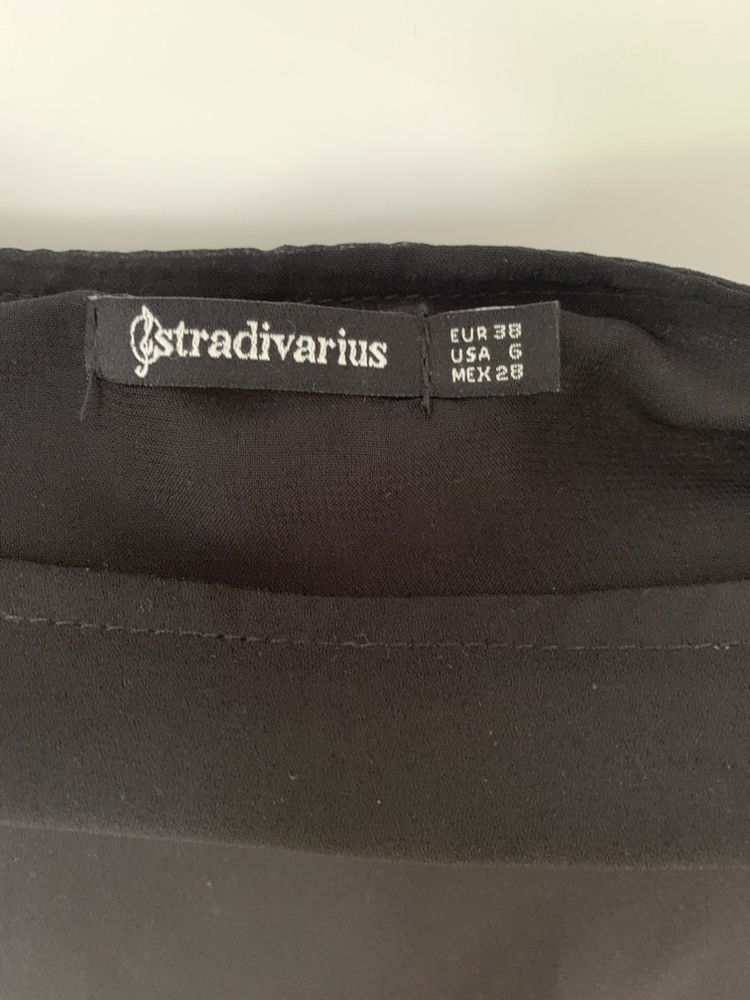 stradivarius
EUR 38
USA 6
MEX 28